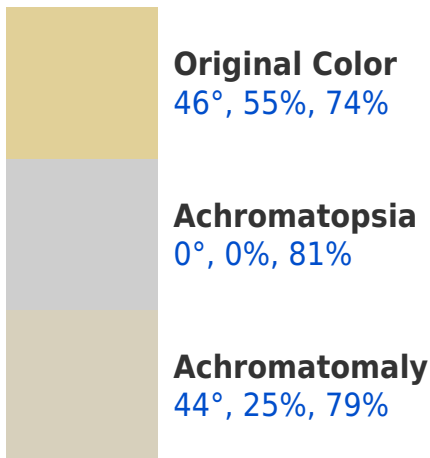 Original Color
46°, 55%, 74%
Achromatopsia
0°, 0%, 81%
Achromatomaly
44°, 25%, 79%